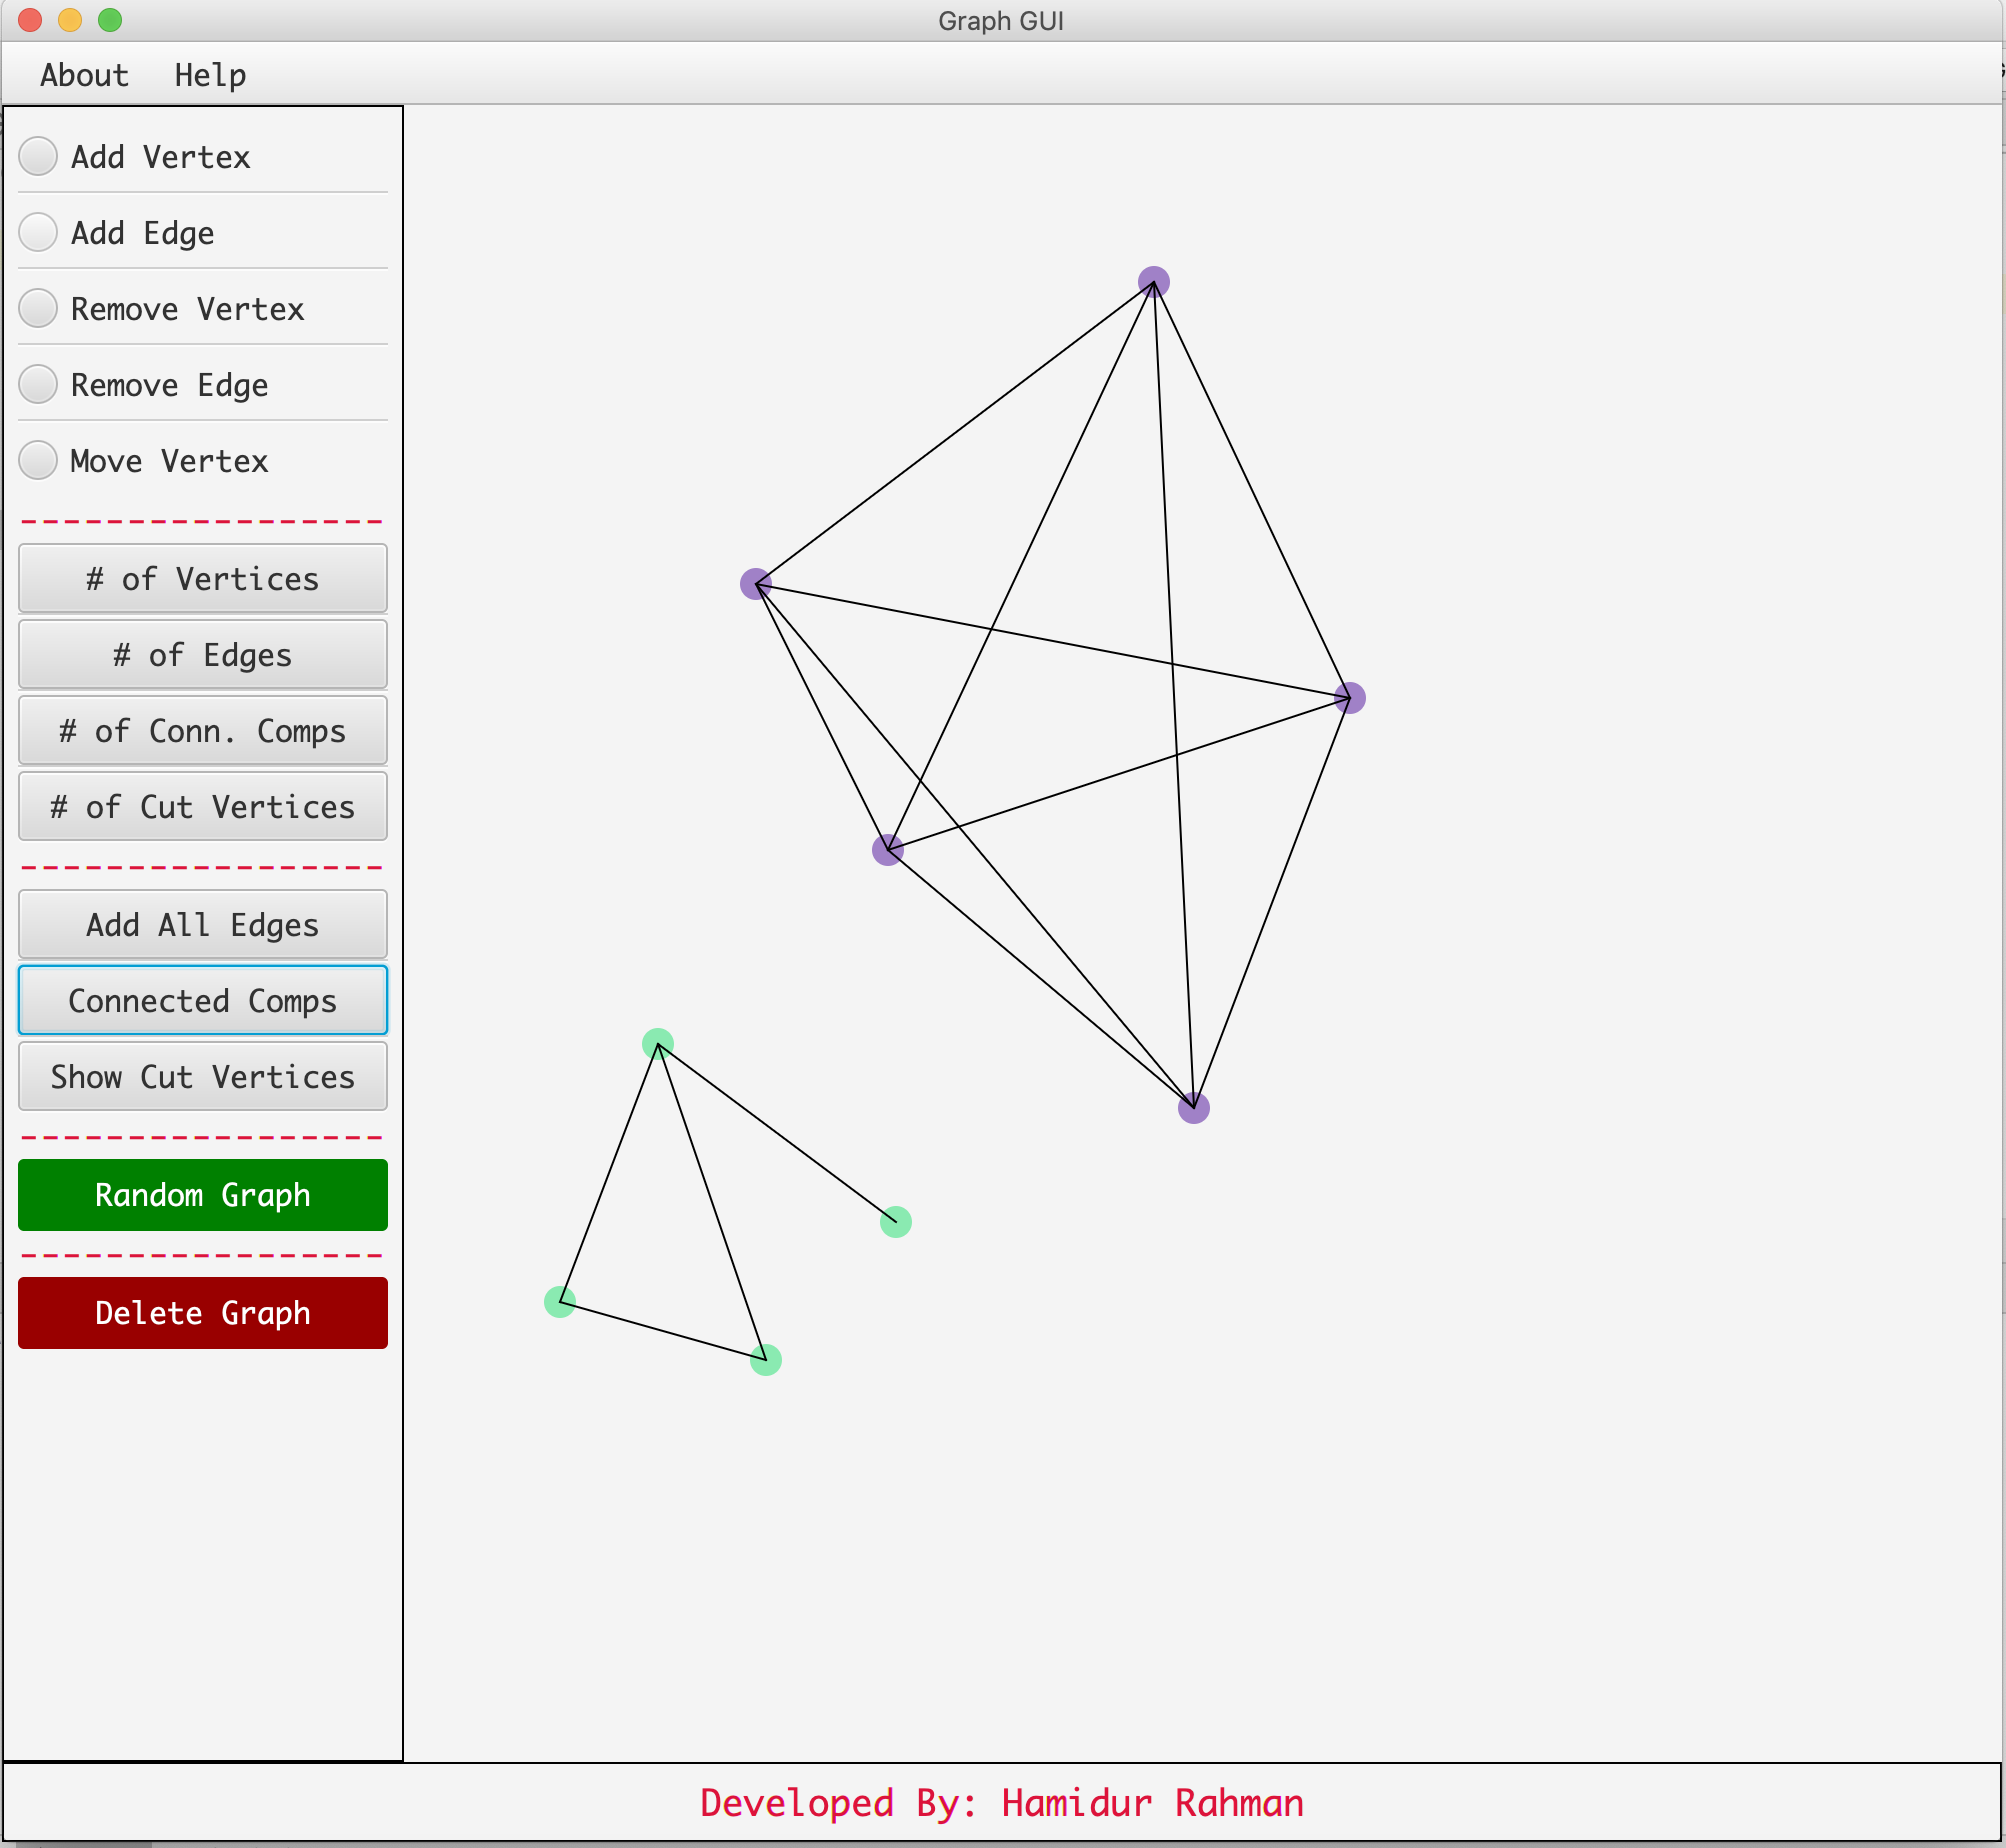 Graph GUI
About Help
Add Vertex
Add Edge
Remove Vertex
Remove Edge
Move Vertex
# of Vertices
# of Edges
# of Conn. Comps
# of Cut Vertices
Add All Edges
Connected Comps
Show Cut Vertices
Random Graph
Delete Graph
Developed By: Hamidur Rahman